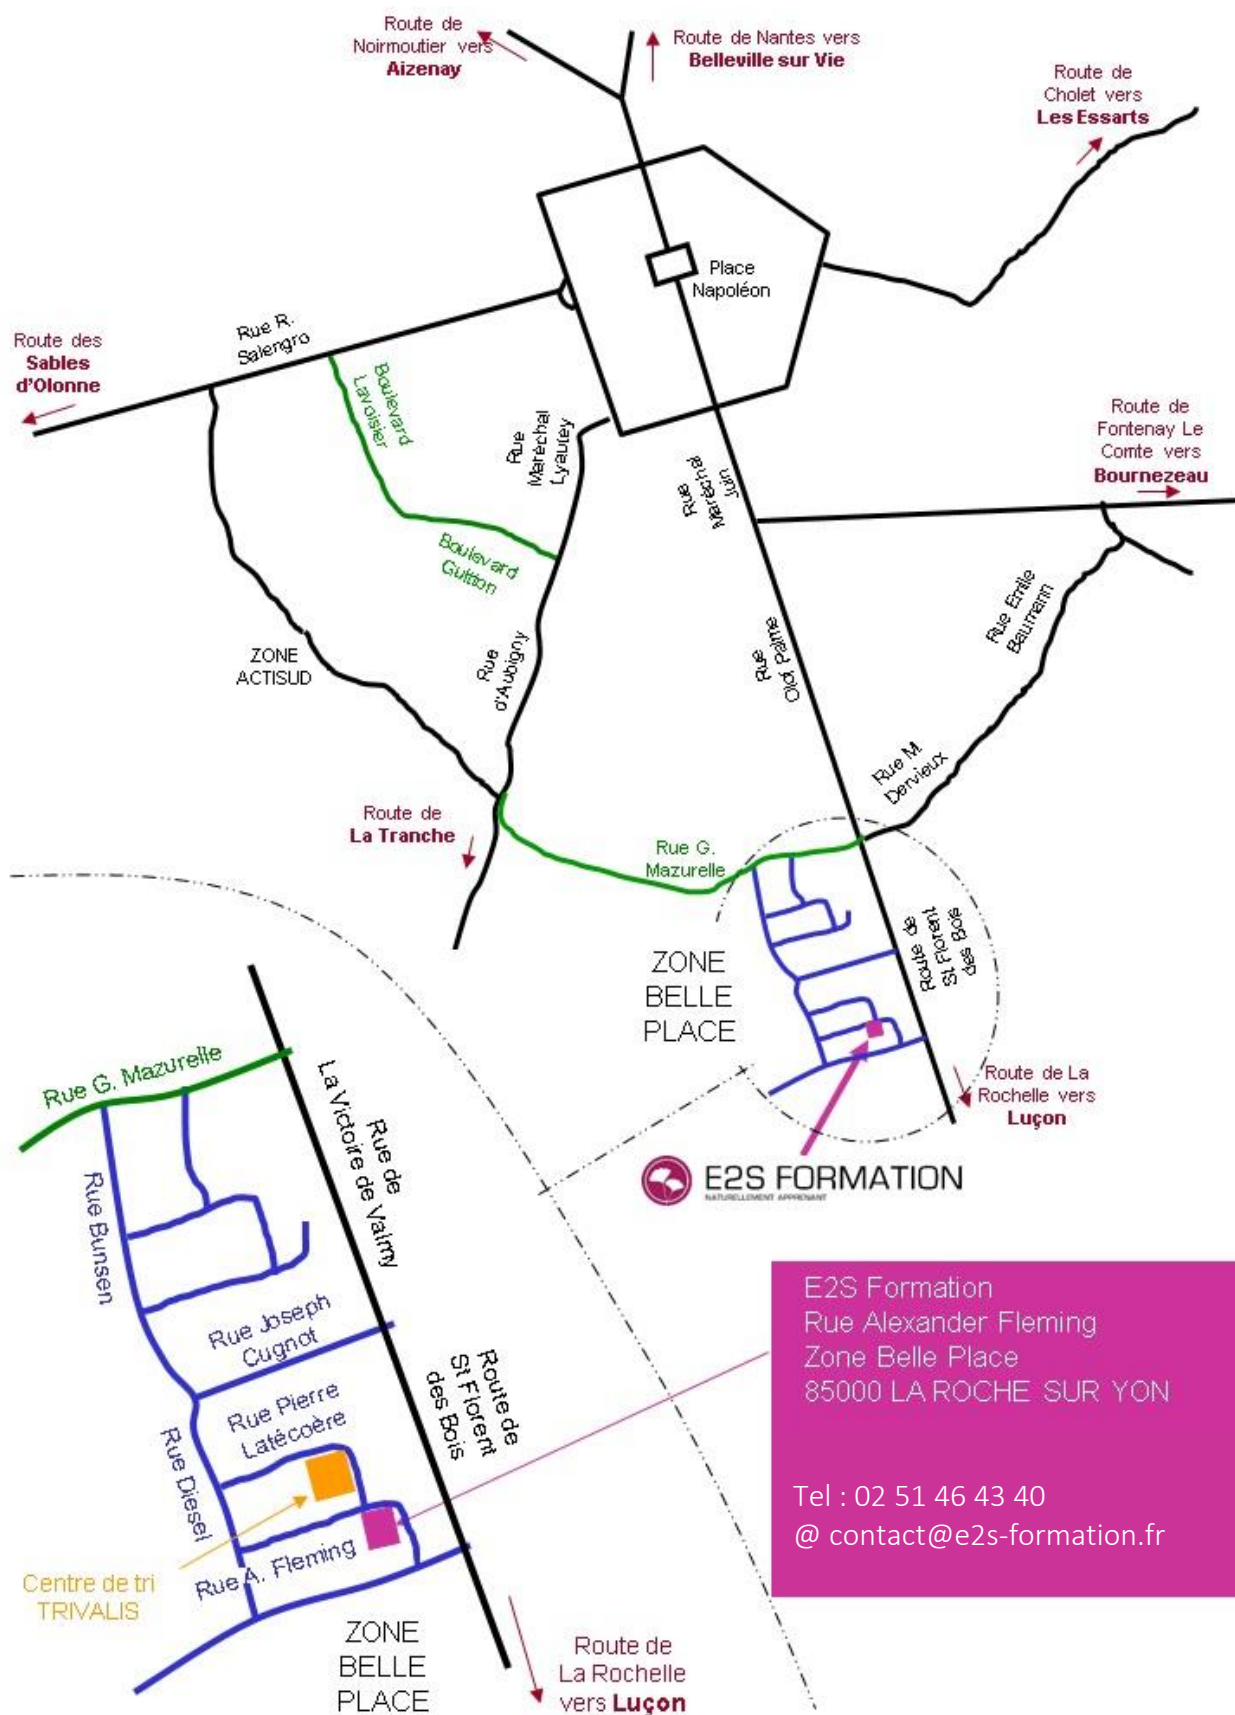 Route de
Noirmoutier vers
Aizenay
Route de Nantes vers
Belleville sur Vie
Route de
Cholet vers
Les Essarts
Place
Napoléon
Rue R.
Salengro
Route des
Sables
d'Olonne
Boulevard
Lavoisier
Rue
Maréchal
Lyautey
Rue
Maréchal
Juin
Route de
Fontenay Le
Comte vers
Bournezeau
Boulevard
Guitton
Rue Emile
Baumann
ZONE
ACTISUD
Rue
d'Aubigny
Rue
Olof Palme
Rue M.
Dervieux
Route de
La Tranche
Rue G.
Mazurelle
Route de
St Florent
des Bois
ZONE
BELLE
PLACE
Route de La
Rochelle vers
Luçon
E2S FORMATION
NATURELLEMENT APPRENANT
Rue G. Mazurelle
Rue de
La Victoire de Valmy
Rue Bunsen
Rue Joseph
Cugnot
Route de
St Florent
des Bois
Rue Pierre
Latécoère
Rue Diesel
Rue A. Fleming
Centre de tri
TRIVALIS
ZONE
BELLE
PLACE
Route de
La Rochelle
vers Luçon
E2S Formation
Rue Alexander Fleming
Zone Belle Place
85000 LA ROCHE SUR YON
Tel : 02 51 46 43 40
@ contact@e2s-formation.fr